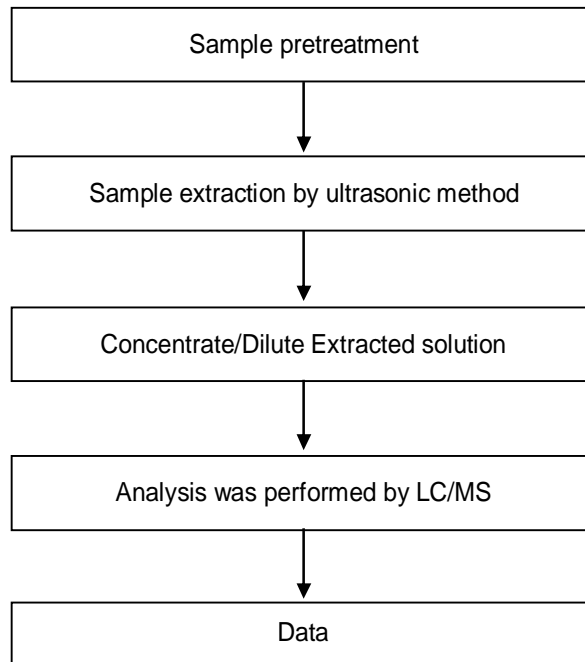 Sample pretreatment
Sample extraction by ultrasonic method
Concentrate/Dilute Extracted solution
Analysis was performed by LC/MS
Data